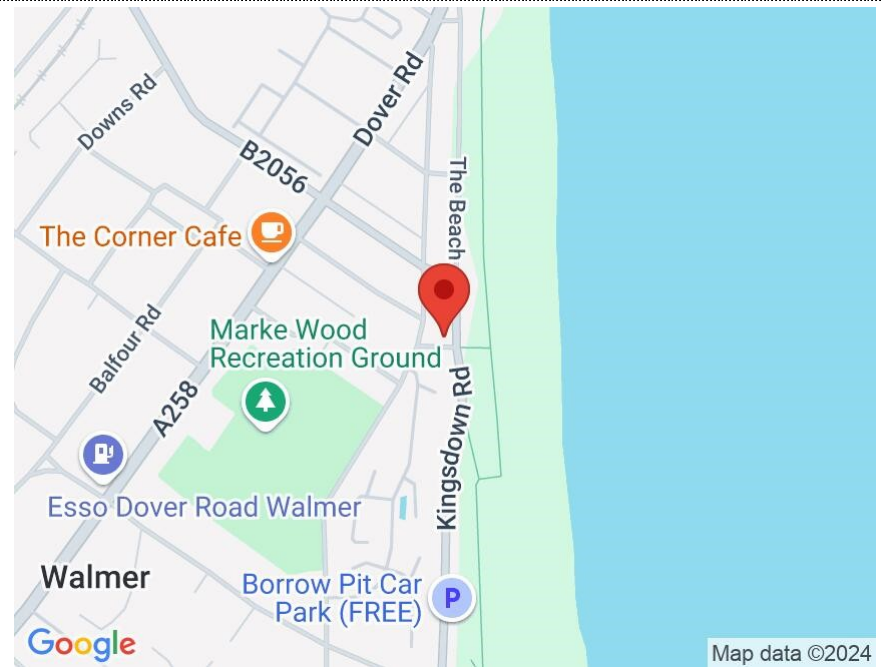 Dover Rd
Downs Rd
B2056
The Beach
The Corner Cafe
Marke Wood
Recreation Ground
Balfour Rd
A258
Kingsdown Rd
Esso Dover Road Walmer
Walmer
Borrow Pit Car
Park (FREE)
P
Google
Map data ©2024